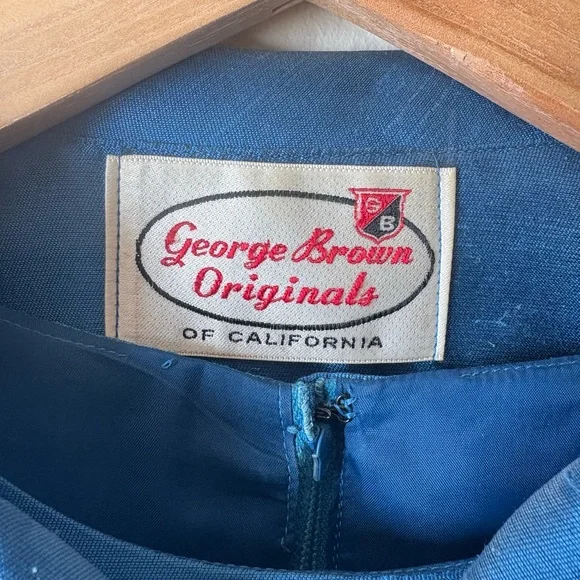 G
B
George Brown
Originals
OF CALIFORNIA